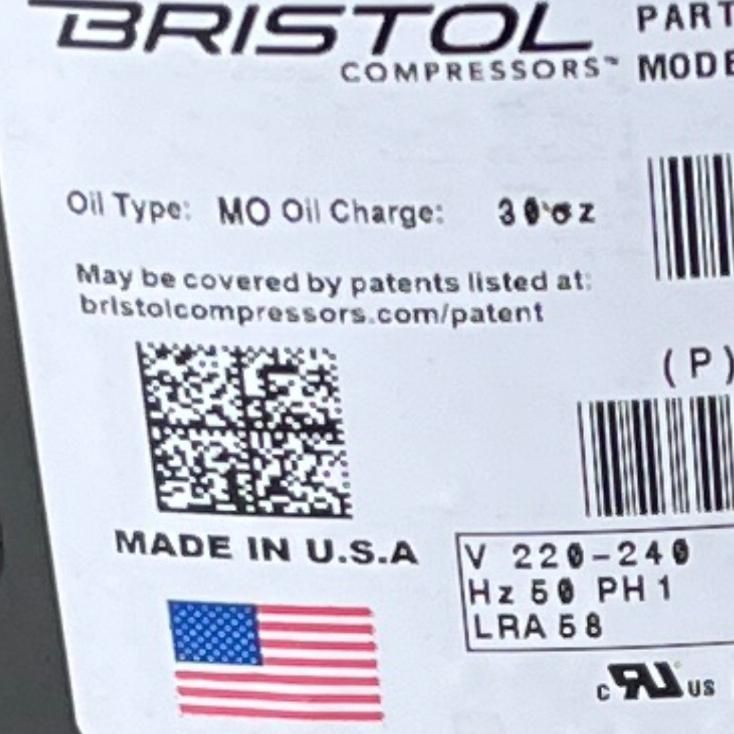 BRISTOL PART
COMPRESSORS™ MODE
Oil Type: MO Oil Charge: 30 oz
May be covered by patents listed at:
bristolcompressors.com/patent
(P)
MADE IN U.S.A
V 220-240
Hz 50 PH 1
LRA 58
c RU US